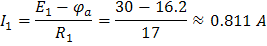 I₁ = (E₁ − φₐ)/R₁ = (30 − 16.2)/17 ≈ 0.811 A